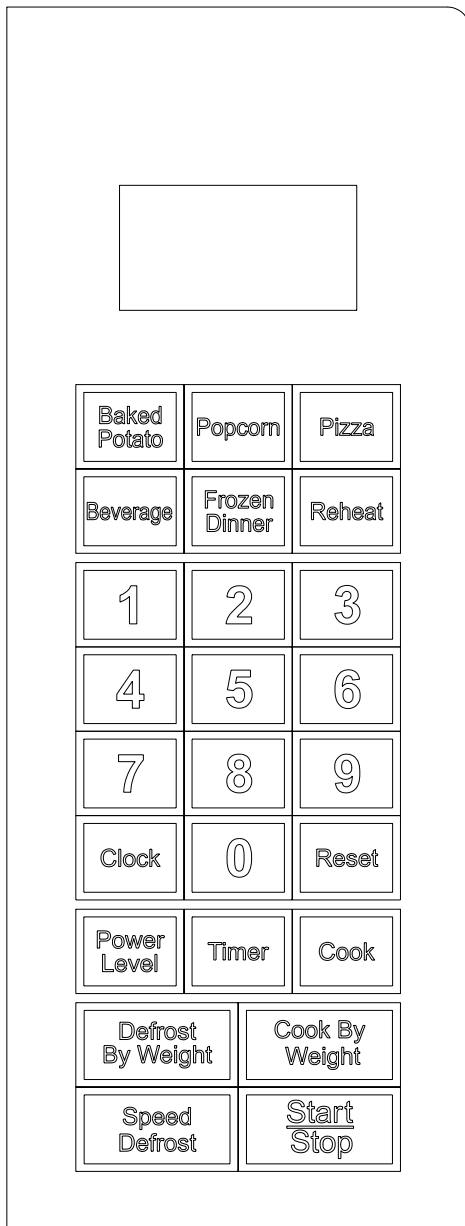 Baked
Potato
Popcorn
Pizza
Beverage
Frozen
Dinner
Reheat
1
2
3
4
5
6
7
8
9
Clock
0
Reset
Power
Level
Timer
Cook
Defrost
By Weight
Cook By
Weight
Speed
Defrost
Start
Stop